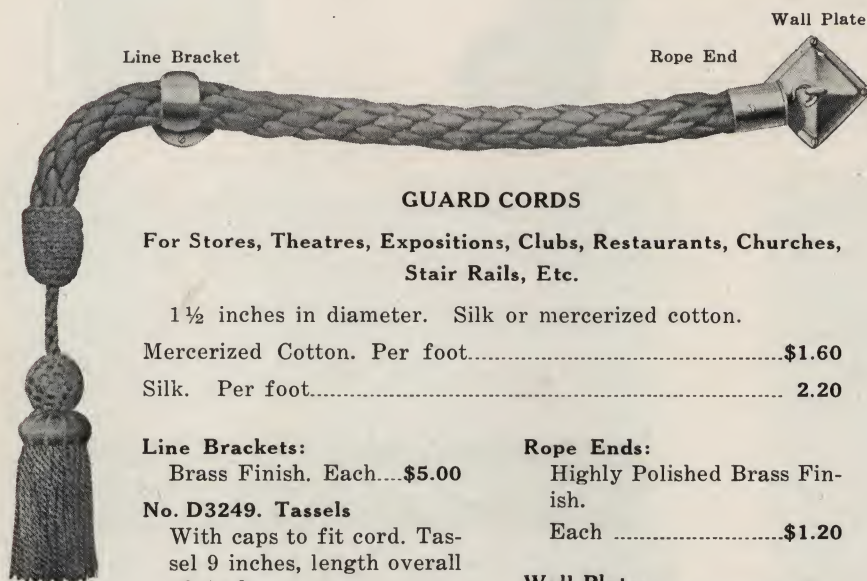 Wall Plate
Line Bracket
Rope End
GUARD CORDS
For Stores, Theatres, Expositions, Clubs, Restaurants, Churches,
Stair Rails, Etc.
1½ inches in diameter. Silk or mercerized cotton.
Mercerized Cotton. Per foot....................$1.60
Silk. Per foot.................... 2.20
Line Brackets:
Brass Finish. Each....$5.00
No. D3249. Tassels
With caps to fit cord. Tas-
sel 9 inches, length overall
Rope Ends:
Highly Polished Brass Fin-
ish.
Each ....................$1.20